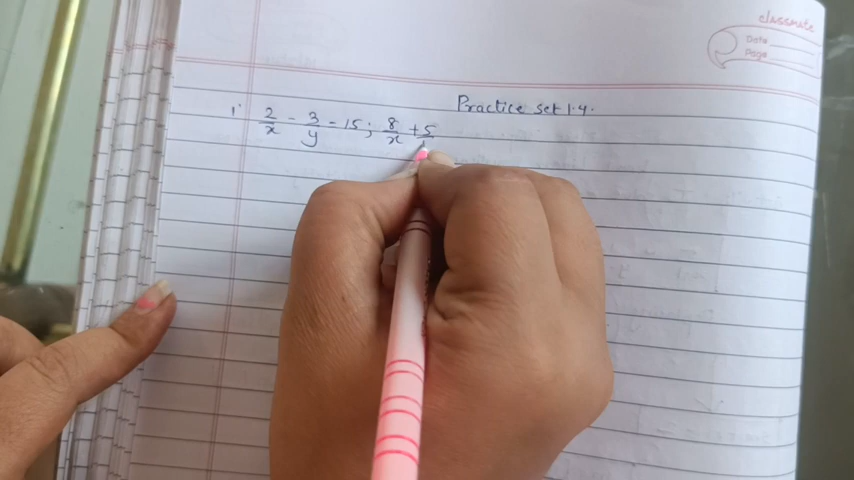 classmate
Date
Page
Practice set 1.4.
1' 2/x - 3/y = 15; 8/x + 5/